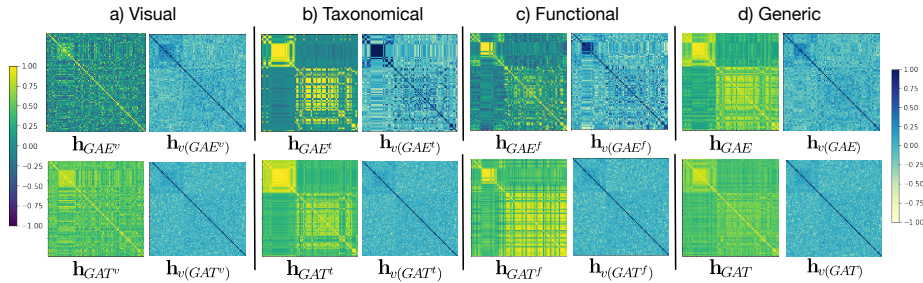 a) Visual b) Taxonomical c) Functional d) Generic
1.00 0.75 0.50 0.25 0.00 −0.25 −0.50 −0.75 −1.00
1.00 0.75 0.50 0.25 0.00 −0.25 −0.50 −0.75 −1.00
h_{GAE^v} h_{v(GAE^v)} h_{GAE^t} h_{v(GAE^t)} h_{GAE^f} h_{v(GAE^f)} h_{GAE} h_{v(GAE)}
h_{GAT^v} h_{v(GAT^v)} h_{GAT^t} h_{v(GAT^t)} h_{GAT^f} h_{v(GAT^f)} h_{GAT} h_{v(GAT)}